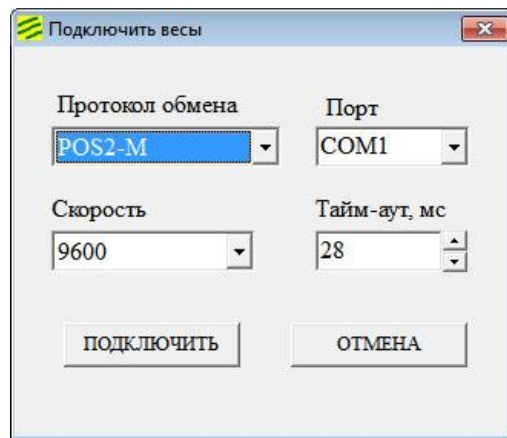 Подключить весы
Протокол обмена Порт
POS2-M COM1
Скорость Тайм-аут, мс
9600 28
ПОДКЛЮЧИТЬ ОТМЕНА